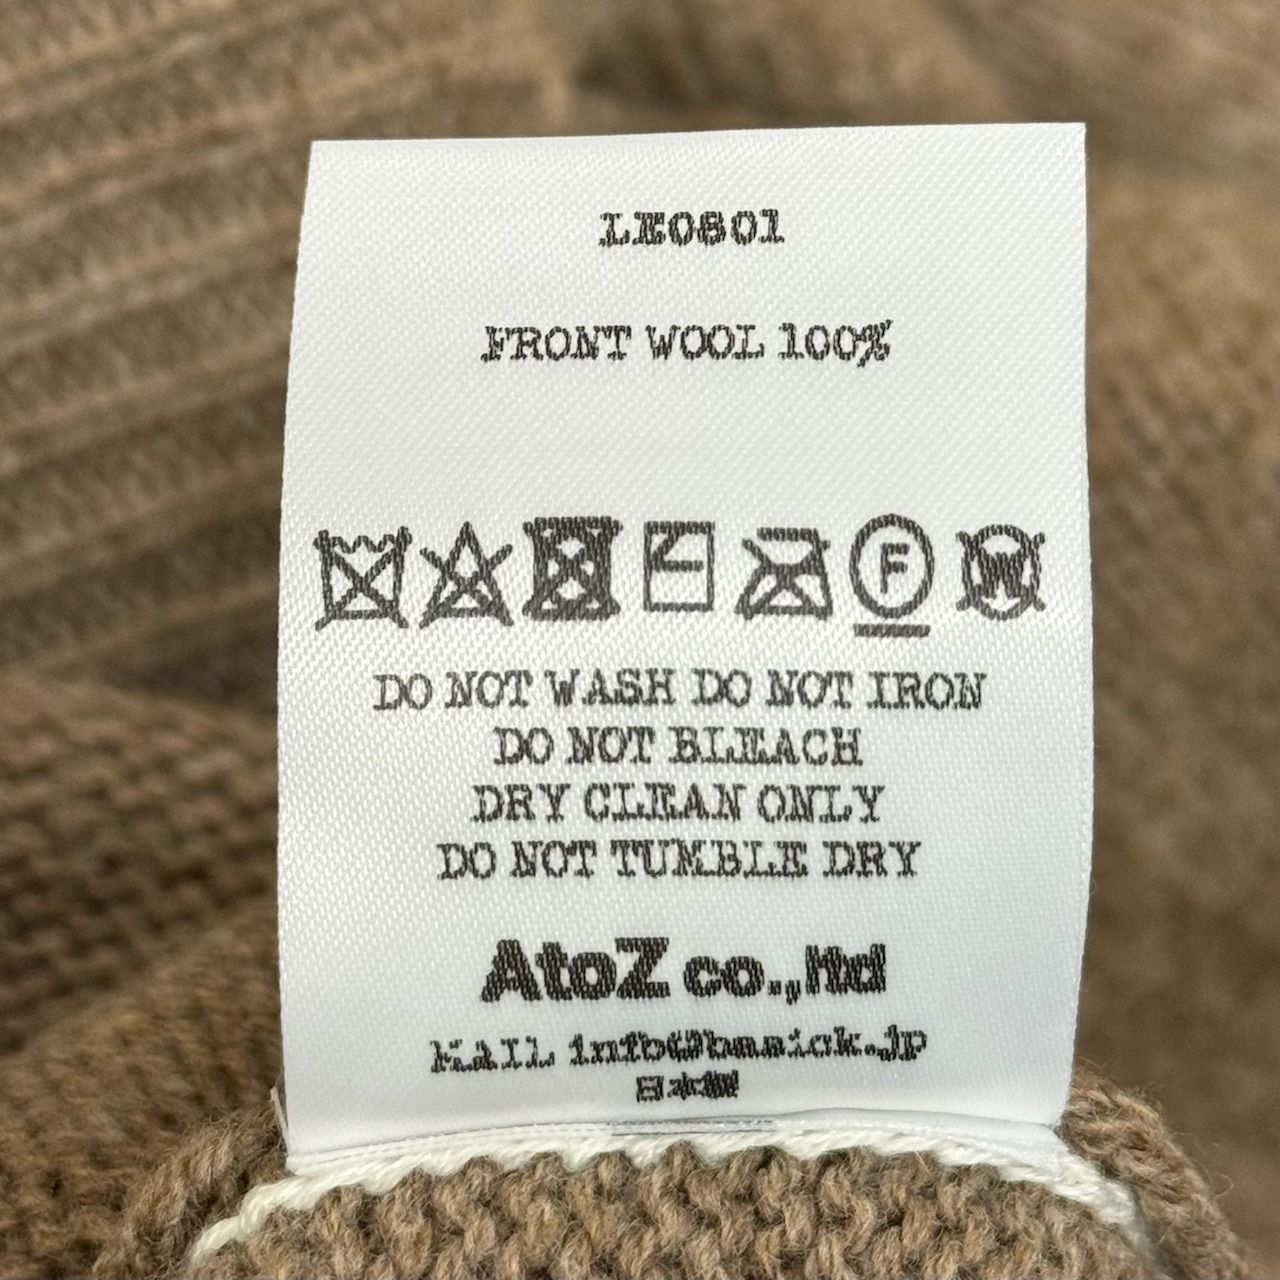 LE0801
FRONT WOOL 100%
F
W
DO NOT WASH DO NOT IRON
DO NOT BLEACH
DRY CLEAN ONLY
DO NOT TUMBLE DRY
AtoZ co.,ltd
MAIL
日本製